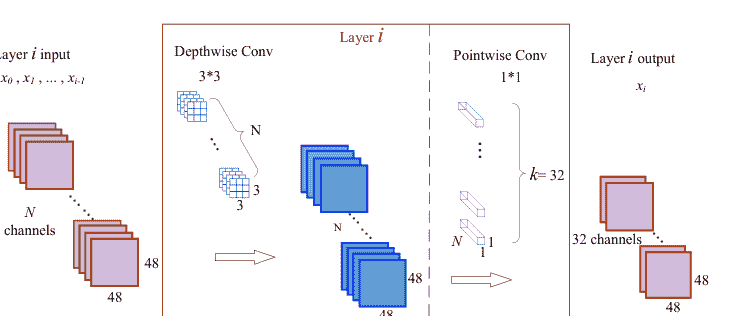 Layer i
ayer i input
x0 , x1 , ... , xi-1
Depthwise Conv
3*3
Pointwise Conv
1*1
Layer i output
xi
N
k= 32
3
3
N
channels
N
N
1
1
32 channels
48
48
48
48
48
48